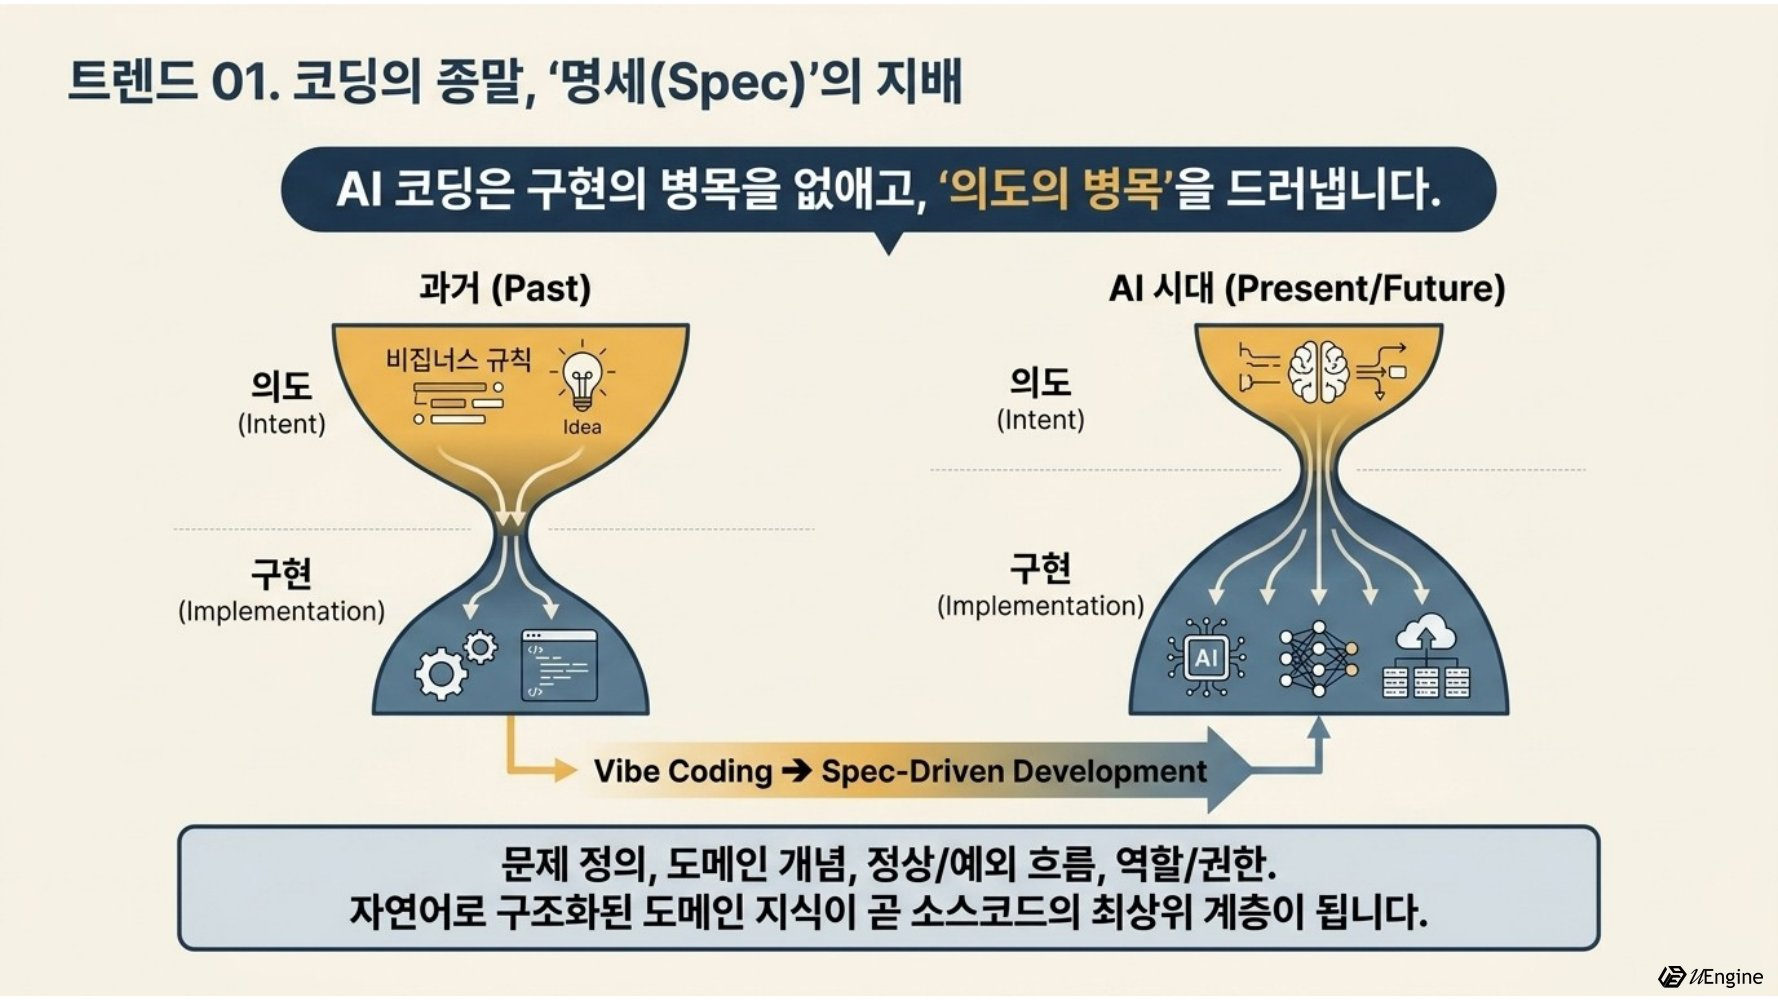 트렌드 01. 코딩의 종말, ‘명세(Spec)’의 지배
AI 코딩은 구현의 병목을 없애고, ‘의도의 병목’을 드러냅니다.
과거 (Past)
비집너스 규칙
Idea
의도
(Intent)
구현
(Implementation)
</>
</>
AI 시대 (Present/Future)
의도
(Intent)
구현
(Implementation)
AI
Vibe Coding ➔ Spec-Driven Development
문제 정의, 도메인 개념, 정상/예외 흐름, 역할/권한.
자연어로 구조화된 도메인 지식이 곧 소스코드의 최상위 계층이 됩니다.
UEngine